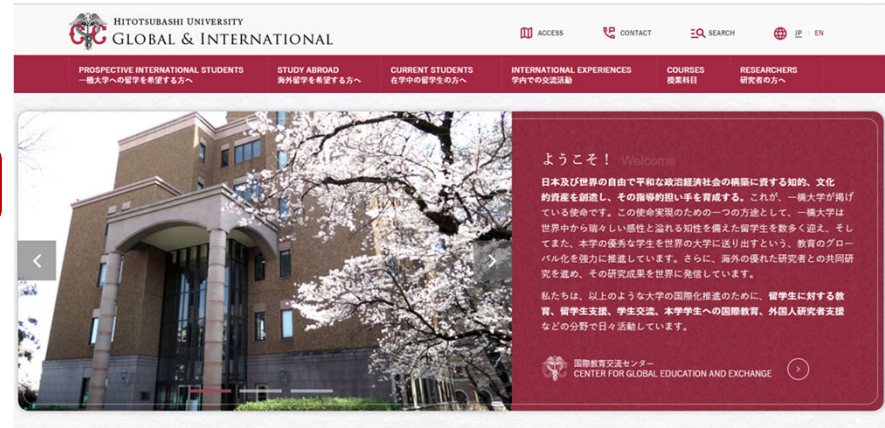 HITOTSUBASHI UNIVERSITY
GLOBAL & INTERNATIONAL
ACCESS
CONTACT
SEARCH
JP EN
PROSPECTIVE INTERNATIONAL STUDENTS
一橋大学への留学を希望する方へ
STUDY ABROAD
海外留学を希望する方へ
CURRENT STUDENTS
在学中の留学生の方へ
INTERNATIONAL EXPERIENCES
学内での交流活動
COURSES
授業科目
RESEARCHERS
研究者の方へ
ようこそ！ Welcome
日本及び世界の自由で平和な政治経済社会の構築に資する知的、文化
的資産を創造し、その指導的担い手を育成する。これが、一橋大学が掲げ
ている使命です。この使命実現のための一つの方途として、一橋大学は
世界中から瑞々しい感性と溢れる知性を備えた留学生を数多く迎え、そし
てまた、本学の優秀な学生を世界の大学に送り出すという、教育のグロー
バル化を強力に推進しています。さらに、海外の優れた研究者との共同研
究を進め、その研究成果を世界に発信しています。
私たちは、以上のような大学の国際化推進のために、留学生に対する教
育、留学生支援、学生交流、本学学生への国際教育、外国人研究者支援
などの分野で日々活動しています。
国際教育交流センター
CENTER FOR GLOBAL EDUCATION AND EXCHANGE